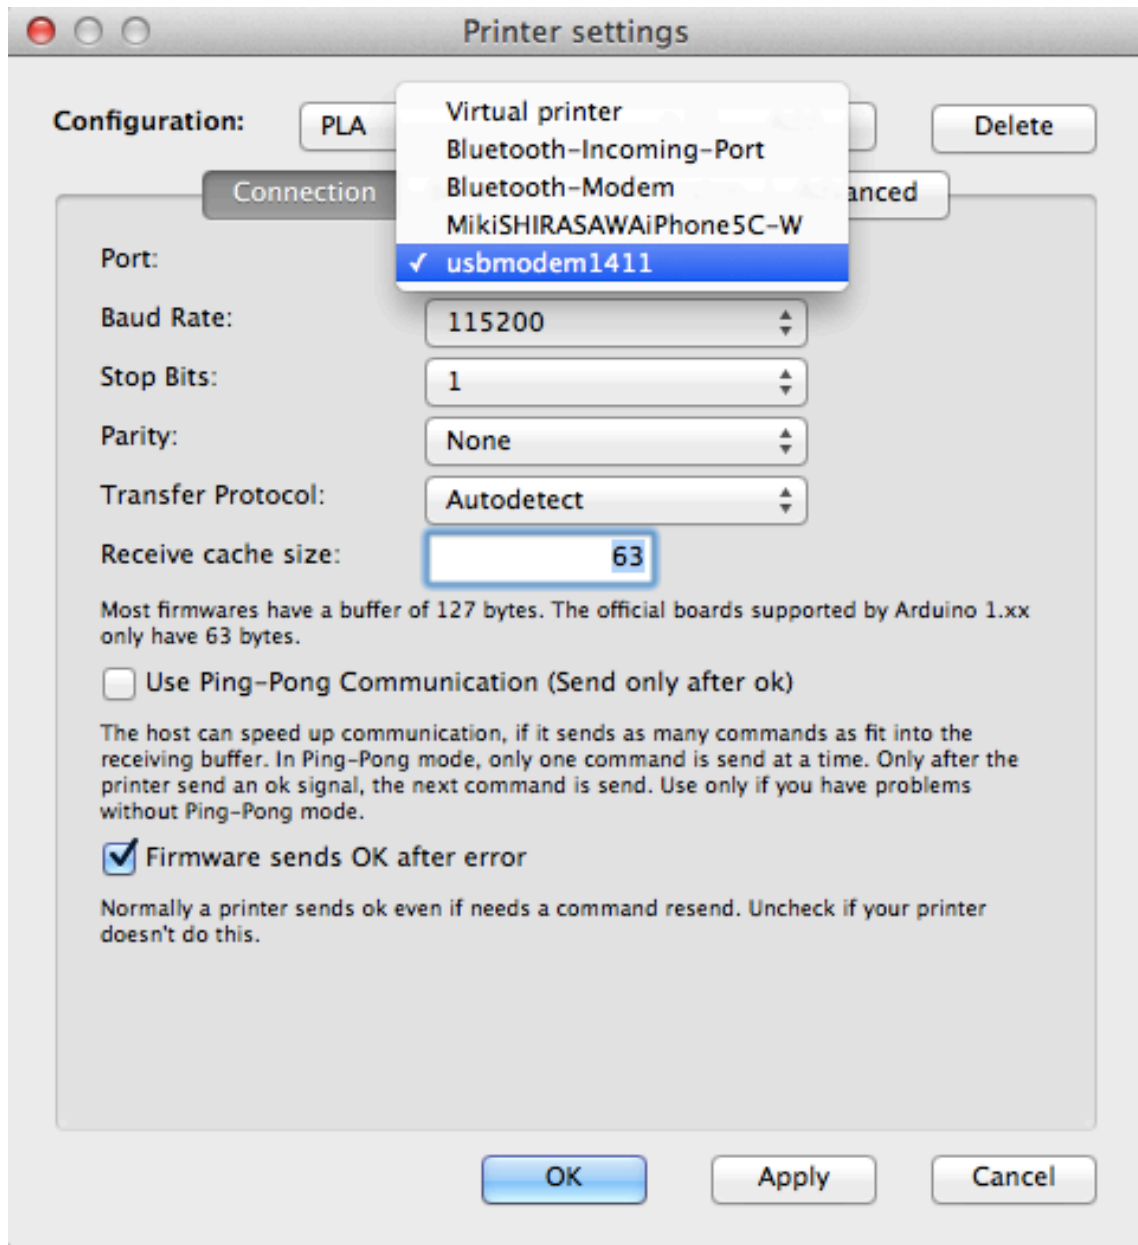 Printer settings
Configuration:
PLA
Delete
Virtual printer
Bluetooth-Incoming-Port
Bluetooth-Modem
MikiSHIRASAWAiPhone5C-W
✓ usbmodem1411
Connection
anced
Port:
Baud Rate:
115200
Stop Bits:
1
Parity:
None
Transfer Protocol:
Autodetect
Receive cache size:
63
Most firmwares have a buffer of 127 bytes. The official boards supported by Arduino 1.xx
only have 63 bytes.
Use Ping-Pong Communication (Send only after ok)
The host can speed up communication, if it sends as many commands as fit into the
receiving buffer. In Ping-Pong mode, only one command is send at a time. Only after the
printer send an ok signal, the next command is send. Use only if you have problems
without Ping-Pong mode.
Firmware sends OK after error
Normally a printer sends ok even if needs a command resend. Uncheck if your printer
doesn't do this.
OK
Apply
Cancel